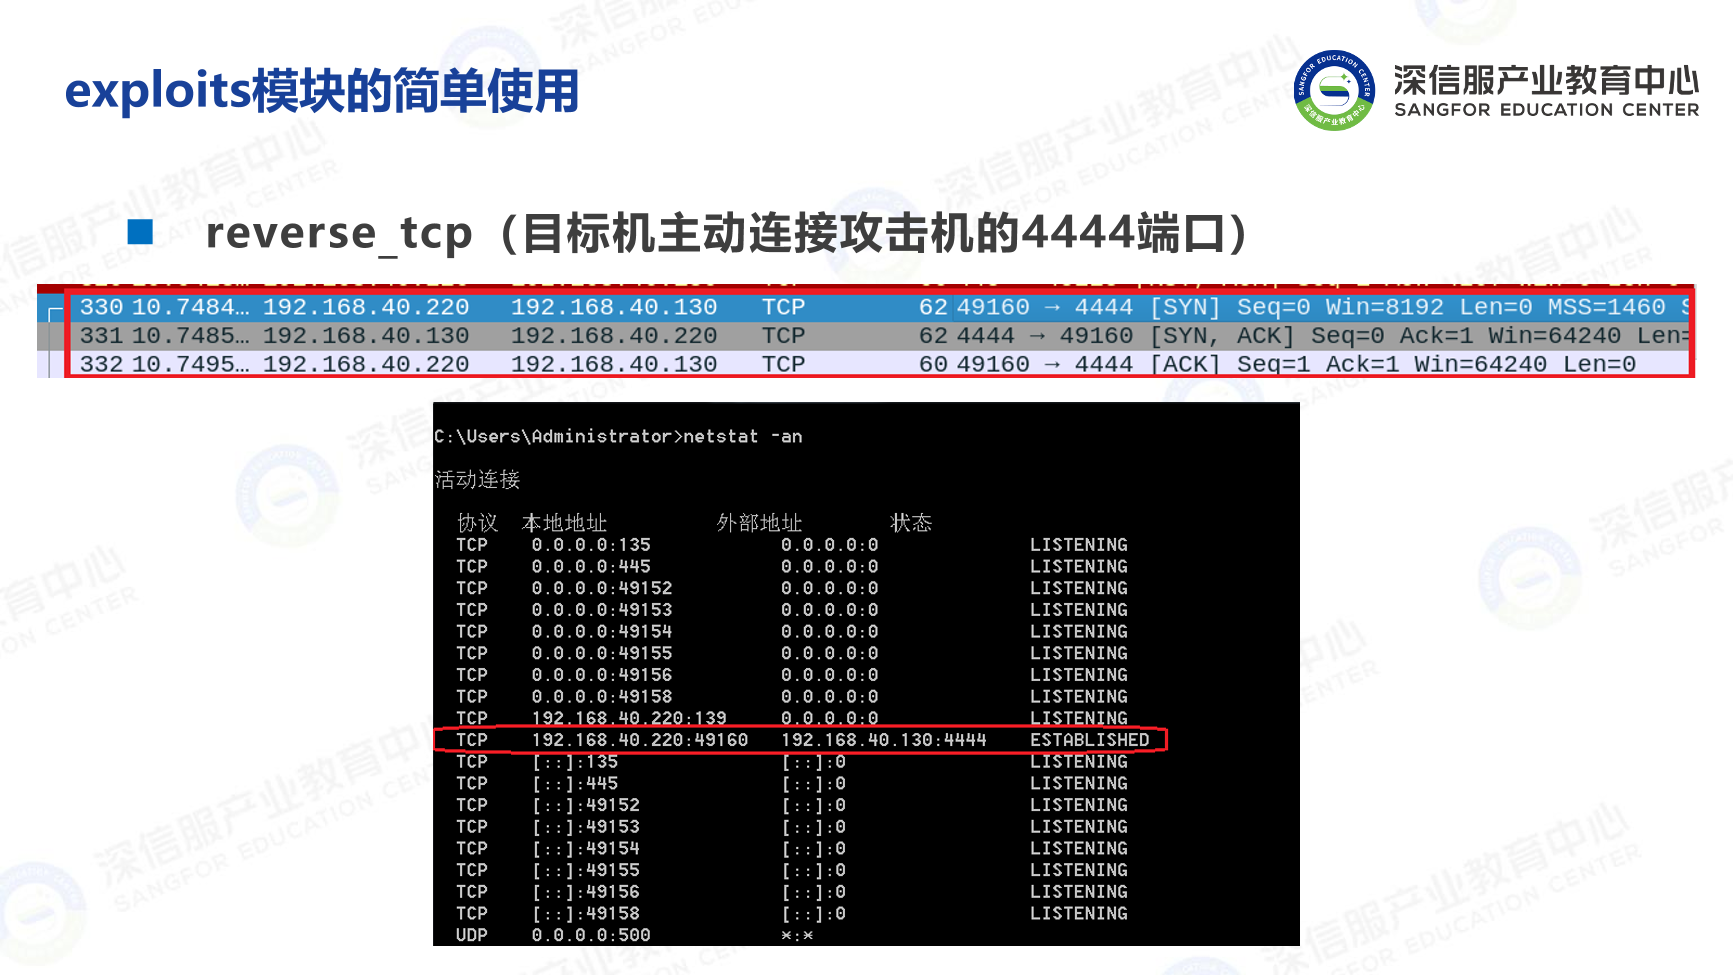 exploits模块的简单使用
深信服产业教育中心
SANGFOR EDUCATION CENTER
reverse_tcp（目标机主动连接攻击机的4444端口）
330 10.7484… 192.168.40.220 192.168.40.130 TCP 62 49160 → 4444 [SYN] Seq=0 Win=8192 Len=0 MSS=1460
331 10.7485… 192.168.40.130 192.168.40.220 TCP 62 4444 → 49160 [SYN, ACK] Seq=0 Ack=1 Win=64240 Len=
332 10.7495… 192.168.40.220 192.168.40.130 TCP 60 49160 → 4444 [ACK] Seq=1 Ack=1 Win=64240 Len=0
C:\Users\Administrator>netstat -an
活动连接
协议 本地地址 外部地址 状态
TCP 0.0.0.0:135 0.0.0.0:0 LISTENING
TCP 0.0.0.0:445 0.0.0.0:0 LISTENING
TCP 0.0.0.0:49152 0.0.0.0:0 LISTENING
TCP 0.0.0.0:49153 0.0.0.0:0 LISTENING
TCP 0.0.0.0:49154 0.0.0.0:0 LISTENING
TCP 0.0.0.0:49155 0.0.0.0:0 LISTENING
TCP 0.0.0.0:49156 0.0.0.0:0 LISTENING
TCP 0.0.0.0:49158 0.0.0.0:0 LISTENING
TCP 192.168.40.220:139 0.0.0.0:0 LISTENING
TCP 192.168.40.220:49160 192.168.40.130:4444 ESTABLISHED
TCP [::]:135 [::]:0 LISTENING
TCP [::]:445 [::]:0 LISTENING
TCP [::]:49152 [::]:0 LISTENING
TCP [::]:49153 [::]:0 LISTENING
TCP [::]:49154 [::]:0 LISTENING
TCP [::]:49155 [::]:0 LISTENING
TCP [::]:49156 [::]:0 LISTENING
TCP [::]:49158 [::]:0 LISTENING
UDP 0.0.0.0:500 *:*